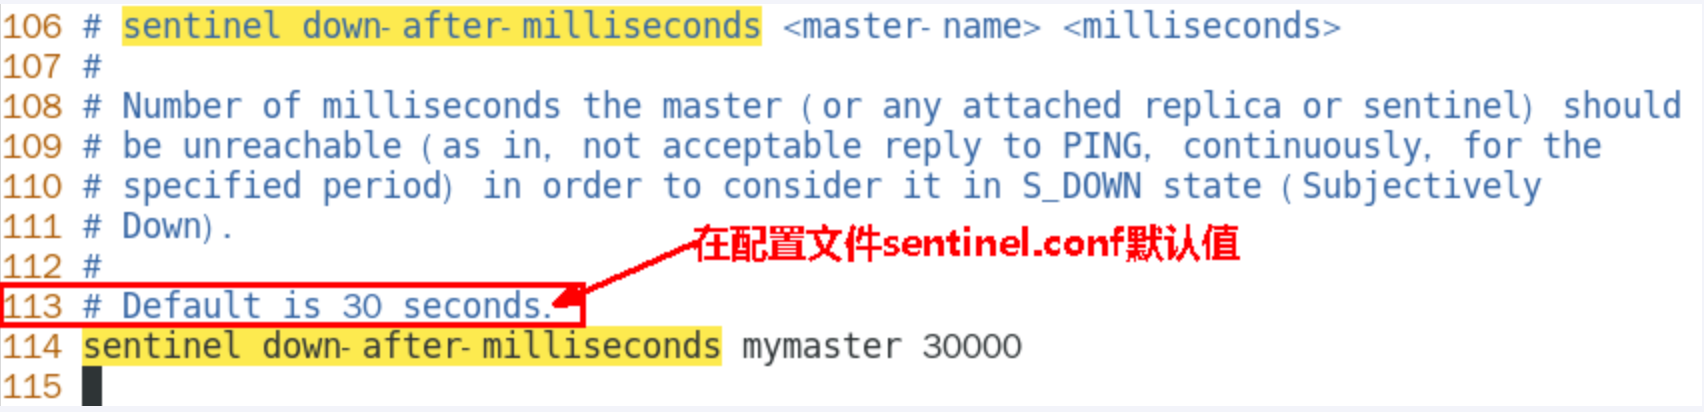 106 # sentinel down-after-milliseconds <master-name> <milliseconds>
107 #
108 # Number of milliseconds the master (or any attached replica or sentinel) should
109 # be unreachable (as in, not acceptable reply to PING, continuously, for the
110 # specified period) in order to consider it in S_DOWN state (Subjectively
111 # Down).
在配置文件sentinel.conf默认值
112 #
113 # Default is 30 seconds.
114 sentinel down-after-milliseconds mymaster 30000
115